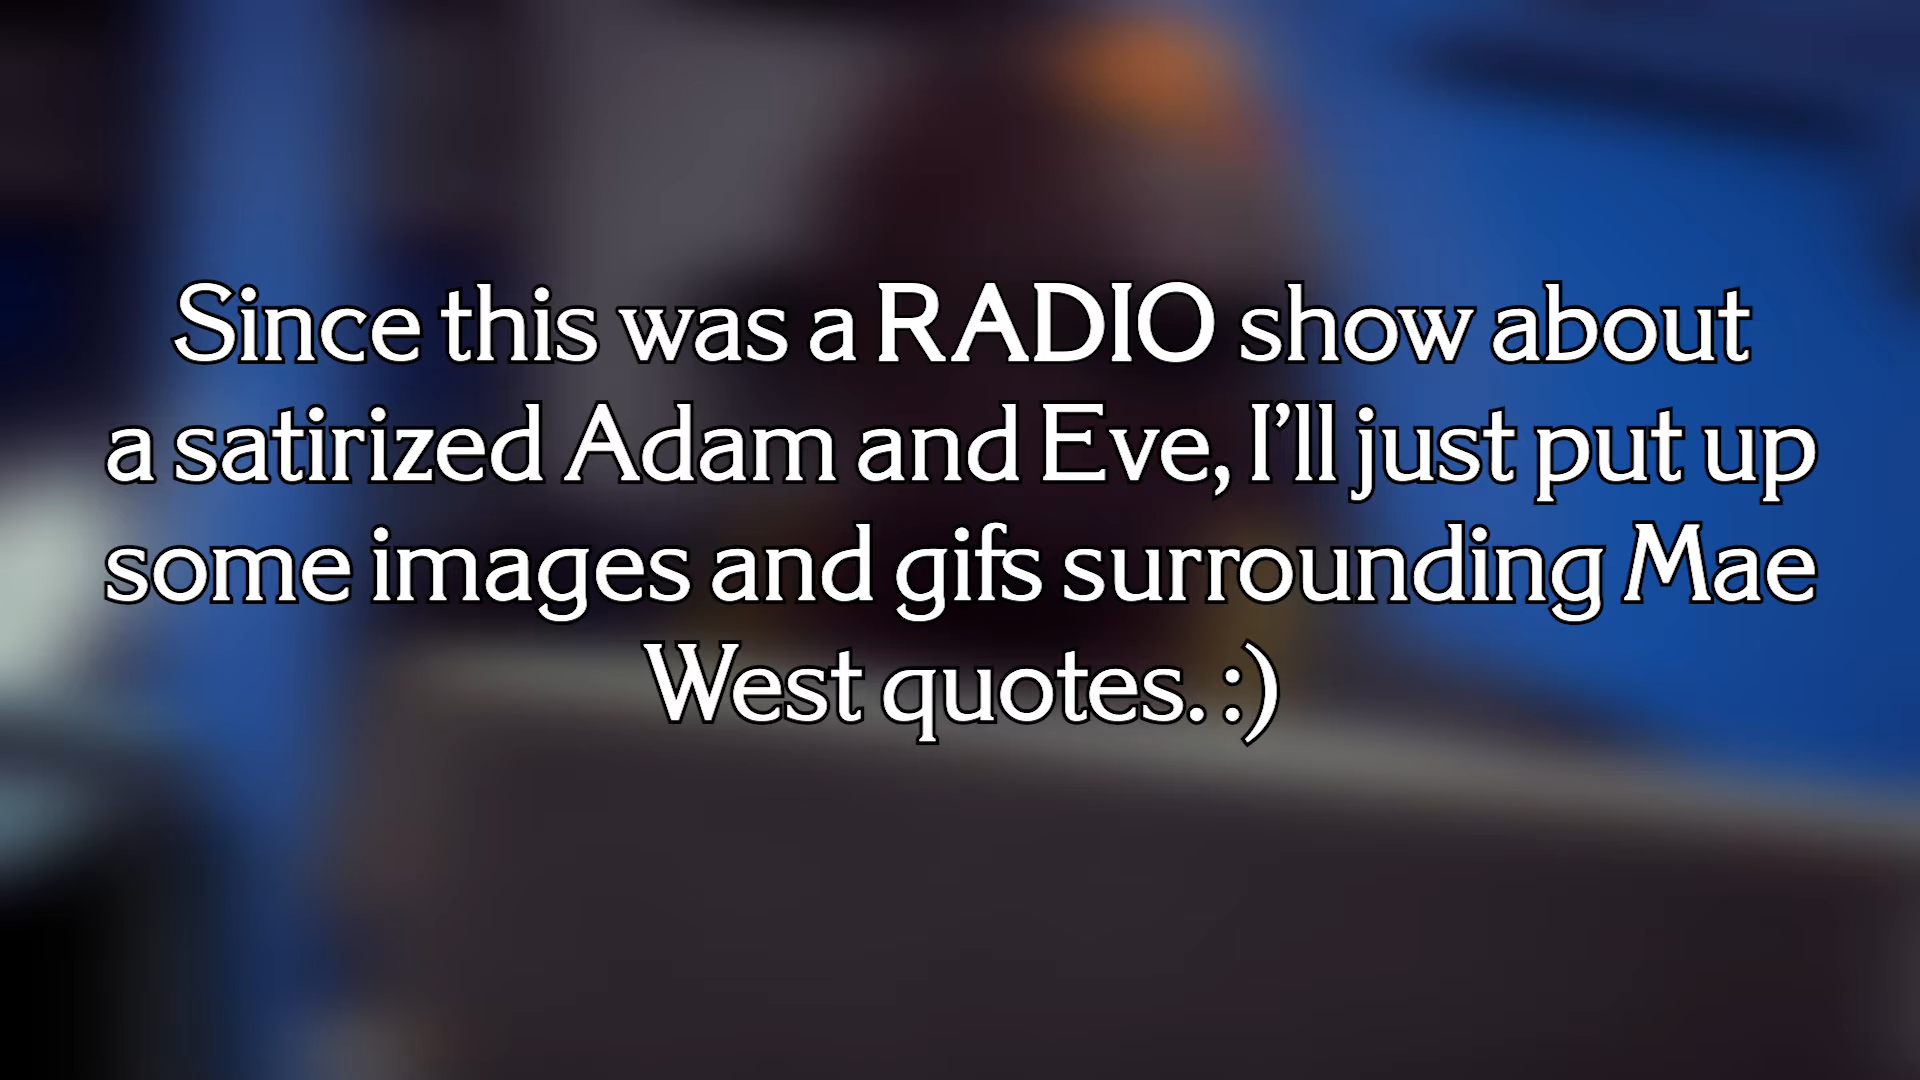 Since this was a RADIO show about
a satirized Adam and Eve, I’ll just put up
some images and gifs surrounding Mae
West quotes. :)